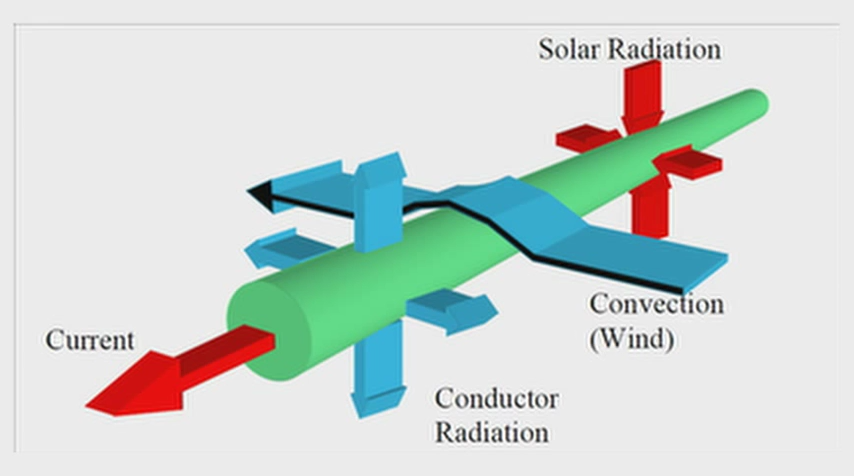 Solar Radiation
Convection
(Wind)
Current
Conductor
Radiation